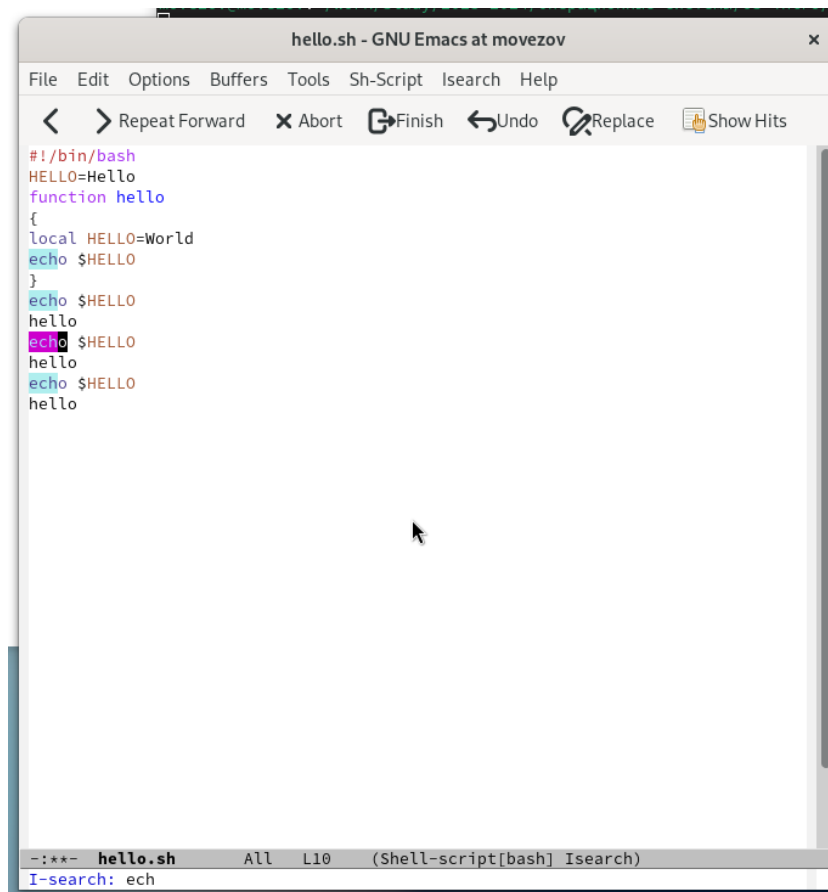 hello.sh - GNU Emacs at movezov
File Edit Options Buffers Tools Sh-Script Isearch Help
Repeat Forward Abort Finish Undo Replace Show Hits
#!/bin/bash
HELLO=Hello
function hello
{
local HELLO=World
echo $HELLO
}
echo $HELLO
hello
echo $HELLO
hello
echo $HELLO
hello
-:**- hello.sh All L10 (Shell-script[bash] Isearch)
I-search: ech